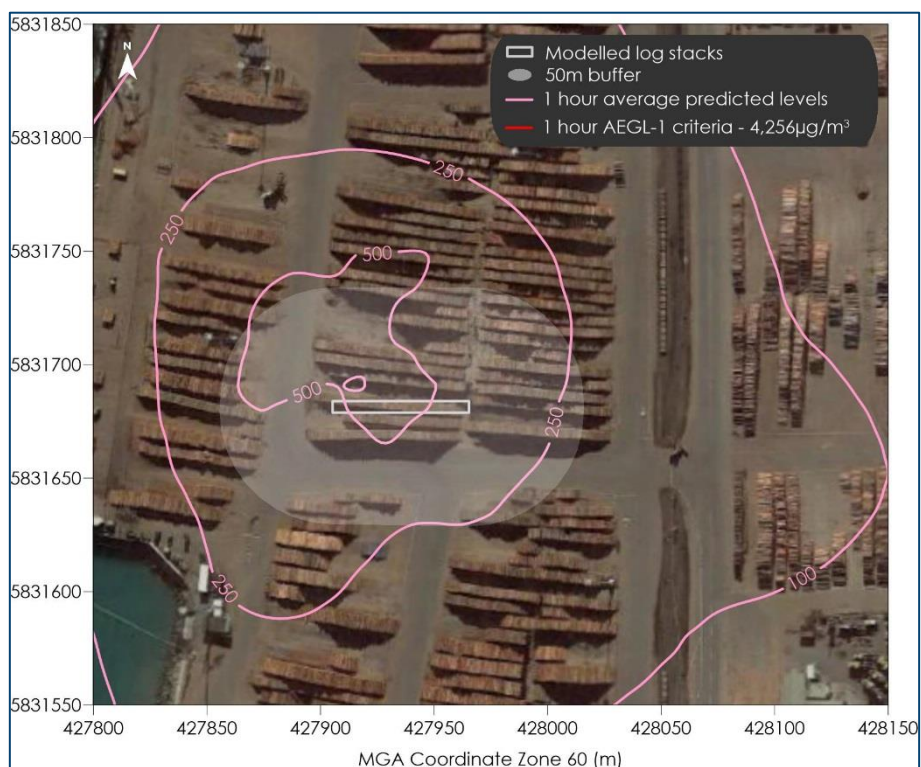 5831850
N
Modelled log stacks
50m buffer
1 hour average predicted levels
1 hour AEGL-1 criteria - 4,256µg/m³
5831800
250
250
5831750
500
5831700
500
250
5831650
5831600
250
100
5831550
427800 427850 427900 427950 428000 428050 428100 428150
MGA Coordinate Zone 60 (m)